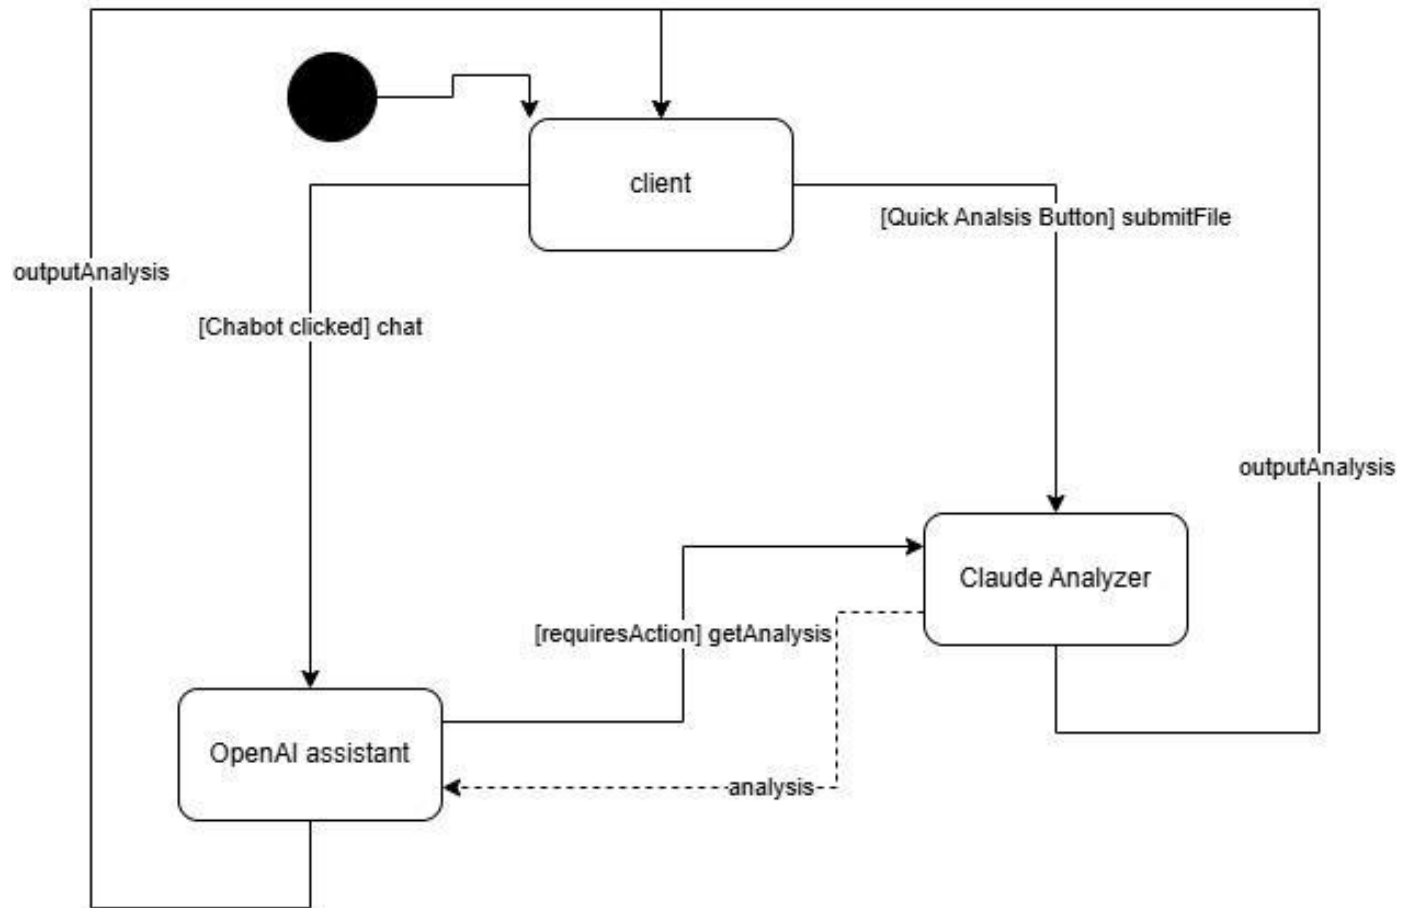 client
[Quick Analsis Button] submitFile
outputAnalysis
[Chabot clicked] chat
outputAnalysis
Claude Analyzer
[requiresAction] getAnalysis
OpenAI assistant
analysis